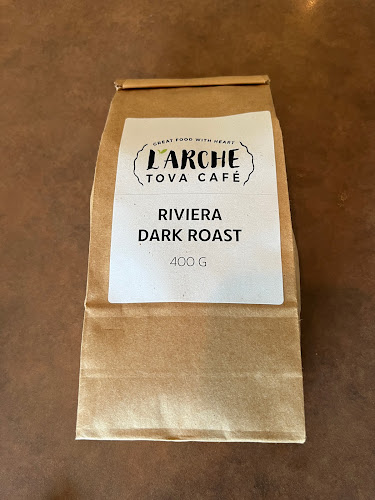 GREAT FOOD WITH HEART
L'ARCHE
TOVA CAFÉ
RIVIERA
DARK ROAST
400 G